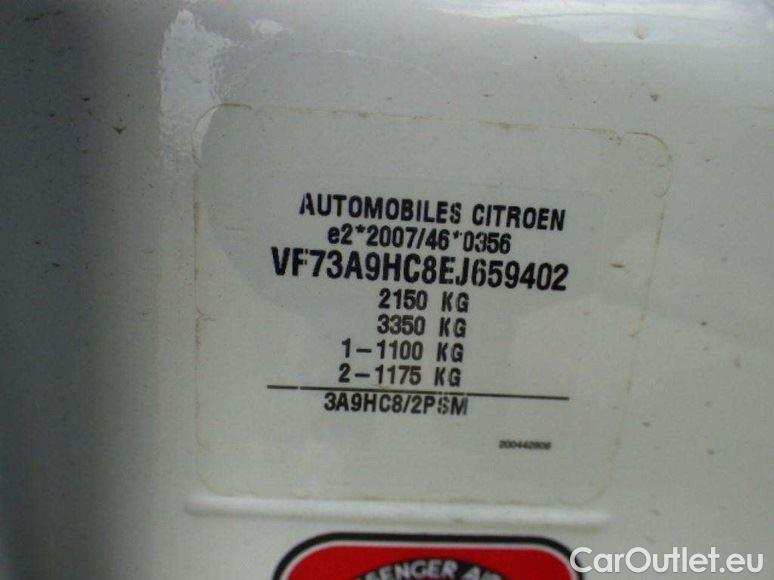 AUTOMOBILES CITROEN
e2*2007/46*0356
VF73A9HC8EJ659402
2150 KG
3350 KG
1-1100 KG
2-1175 KG
3A9HC8/2PSM
200442806
CarOutlet.eu